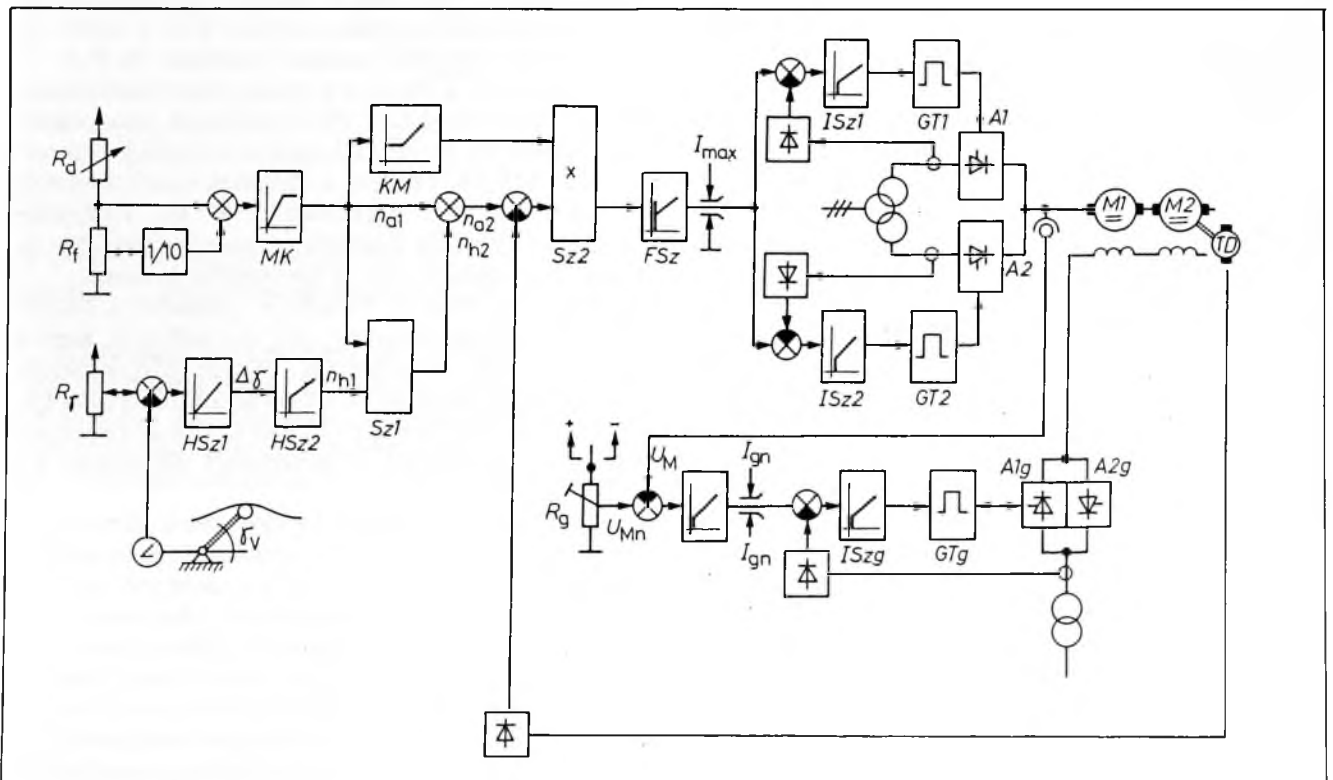 R_d
R_f
1/10
MK
KM
n_a1
n_a2
n_h2
x
Sz2
FSz
I_max
ISz1
GT1
A1
A2
ISz2
GT2
M1
M2
TD
R_γ
HSz1
Δγ
HSz2
n_h1
Sz1
γ_v
+
−
R_g
U_M
U_Mn
I_gn
I_gn
ISzg
GTg
A1g
A2g